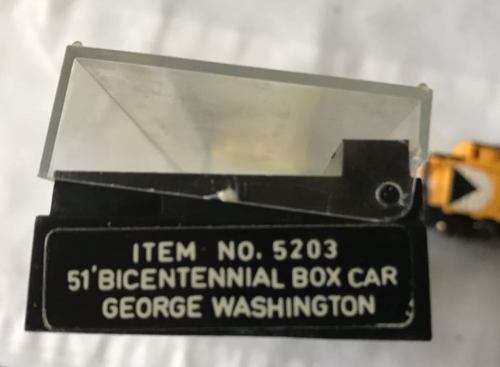 ITEM NO. 5203
51' BICENTENNIAL BOX CAR
GEORGE WASHINGTON